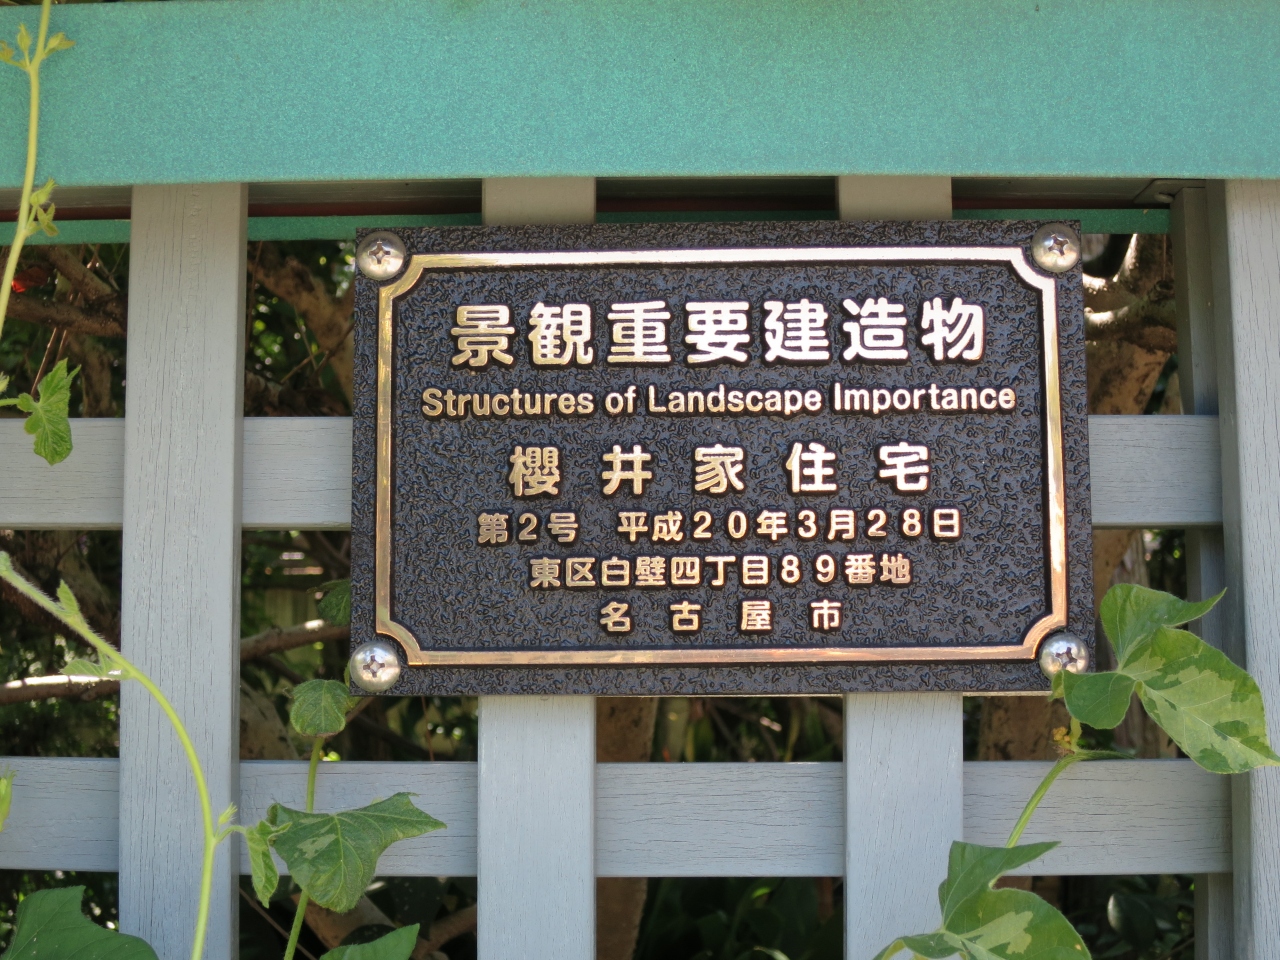 景観重要建造物
Structures of Landscape Importance
櫻井家住宅
第2号　平成20年3月28日
東区白壁四丁目89番地
名古屋市